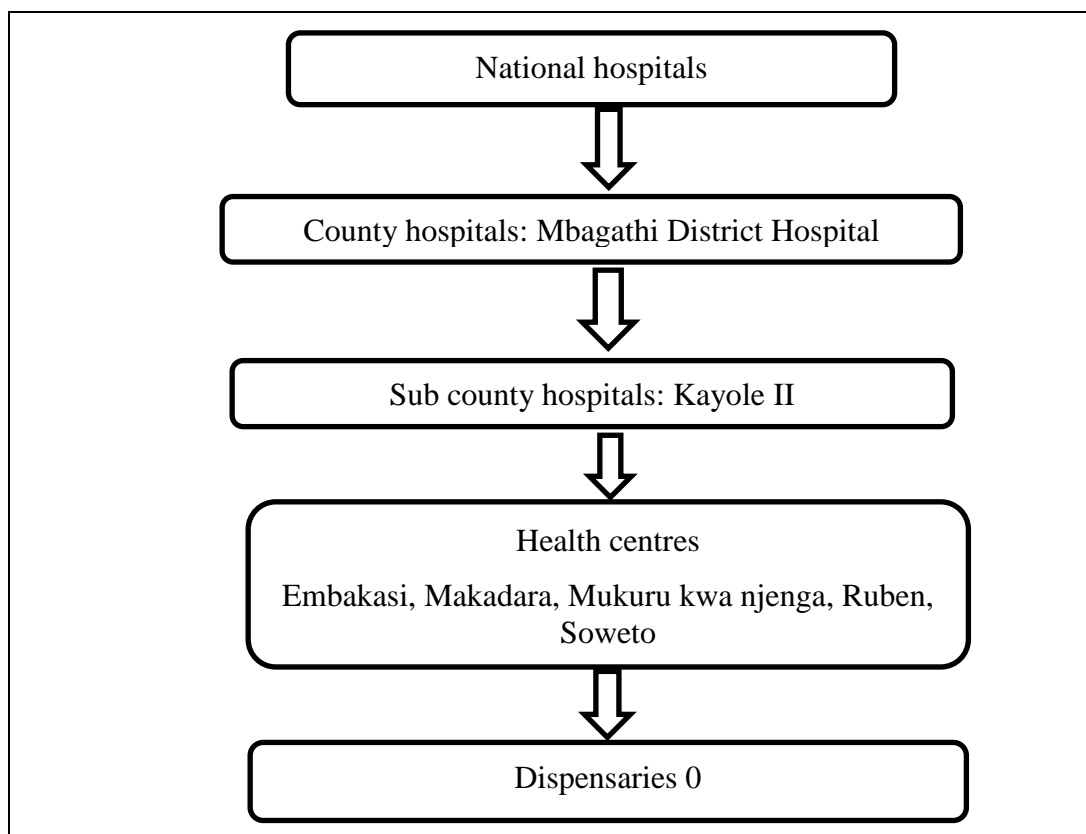 National hospitals
County hospitals: Mbagathi District Hospital
Sub county hospitals: Kayole II
Health centres
Embakasi, Makadara, Mukuru kwa njenga, Ruben,
Soweto
Dispensaries 0